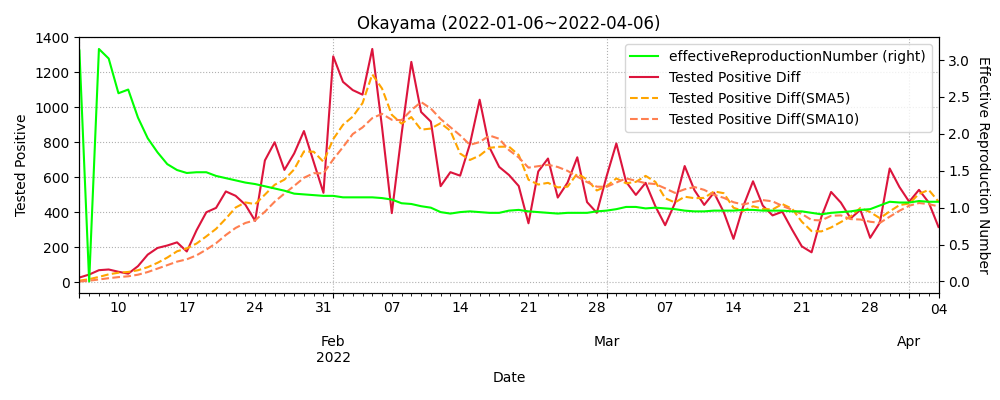 Okayama (2022-01-06~2022-04-06)
effectiveReproductionNumber (right)
Tested Positive Diff
Tested Positive Diff(SMA5)
Tested Positive Diff(SMA10)
Tested Positive
1400
1200
1000
800
600
400
200
0
Effective Reproduction Number
3.0
2.5
2.0
1.5
1.0
0.5
0.0
10 17 24 31 07 14 21 28 07 14 21 28 04
Feb Mar Apr
2022
Date